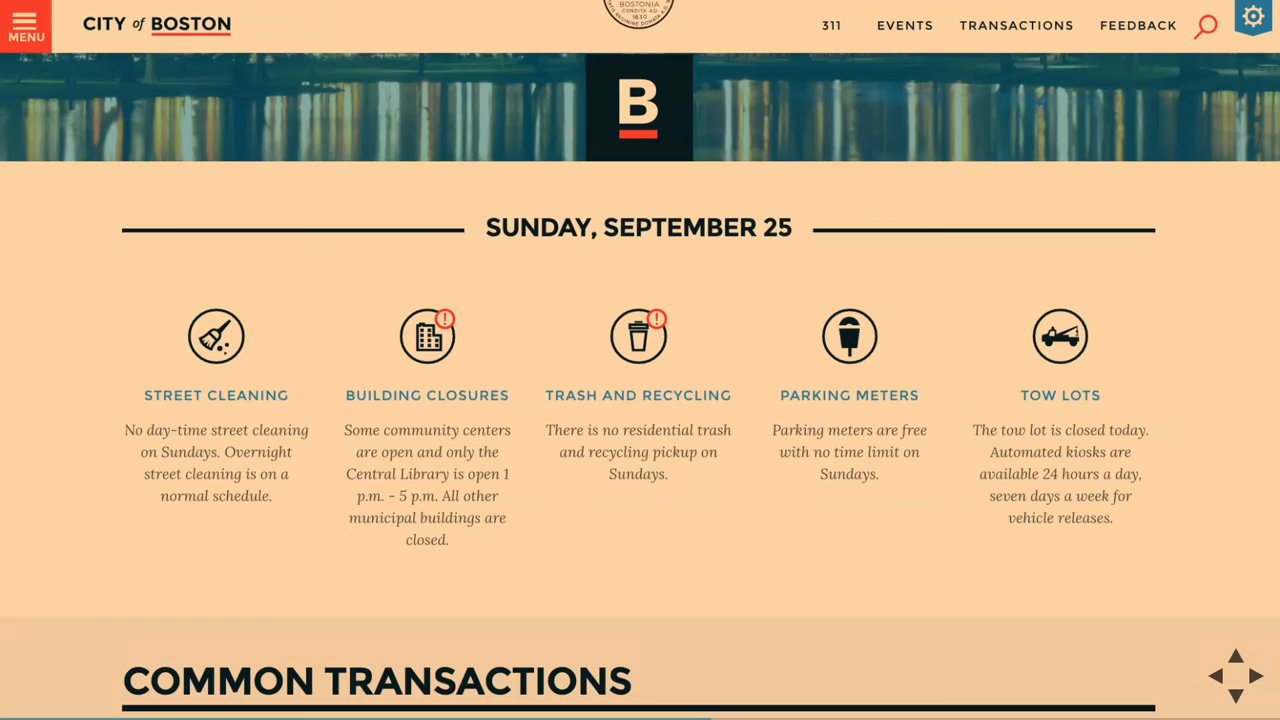 MENU
CITY of BOSTON
BOSTONIA
CONDITA AD
1630
311
EVENTS
TRANSACTIONS
FEEDBACK
B
SUNDAY, SEPTEMBER 25
STREET CLEANING
No day-time street cleaning
on Sundays. Overnight
street cleaning is on a
normal schedule.
BUILDING CLOSURES
Some community centers
are open and only the
Central Library is open 1
p.m. - 5 p.m. All other
municipal buildings are
closed.
TRASH AND RECYCLING
There is no residential trash
and recycling pickup on
Sundays.
PARKING METERS
Parking meters are free
with no time limit on
Sundays.
TOW LOTS
The tow lot is closed today.
Automated kiosks are
available 24 hours a day,
seven days a week for
vehicle releases.
COMMON TRANSACTIONS